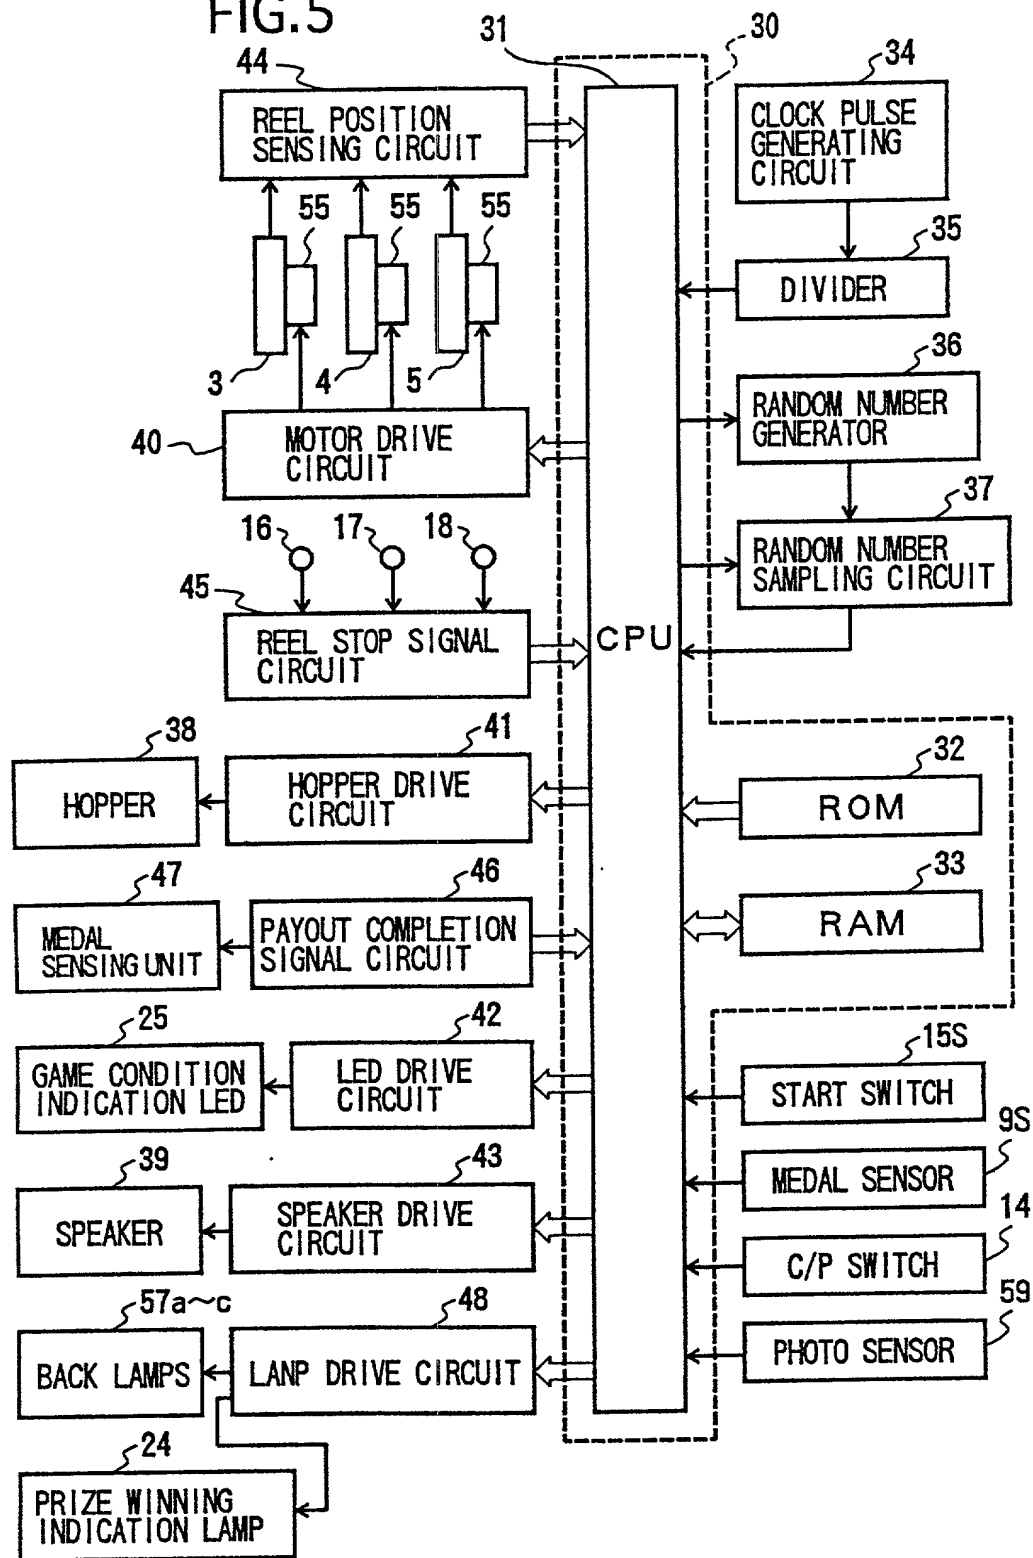 FIG.5
31
30
34
44
REEL POSITION
SENSING CIRCUIT
CLOCK PULSE
GENERATING
CIRCUIT
55
55
55
35
DIVIDER
3
4
5
36
RANDOM NUMBER
GENERATOR
40
MOTOR DRIVE
CIRCUIT
37
16
17
18
RANDOM NUMBER
SAMPLING CIRCUIT
45
REEL STOP SIGNAL
CIRCUIT
CPU
38
41
32
HOPPER
HOPPER DRIVE
CIRCUIT
ROM
47
46
33
MEDAL
SENSING UNIT
PAYOUT COMPLETION
SIGNAL CIRCUIT
RAM
25
42
15S
GAME CONDITION
INDICATION LED
LED DRIVE
CIRCUIT
START SWITCH
9S
39
43
MEDAL SENSOR
SPEAKER
SPEAKER DRIVE
CIRCUIT
14
C/P SWITCH
57a~c
48
59
BACK LAMPS
LANP DRIVE CIRCUIT
PHOTO SENSOR
24
PRIZE WINNING
INDICATION LAMP